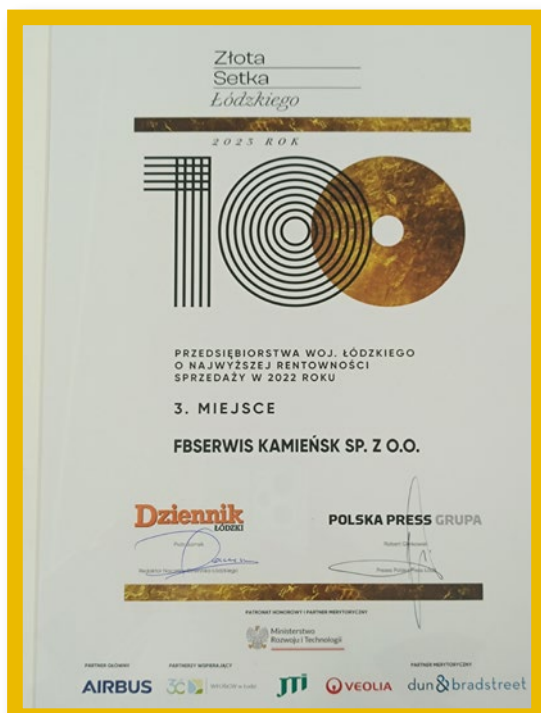 Złota
Setka
Łódzkiego
2023 ROK
100
PRZEDSIĘBIORSTWA WOJ. ŁÓDZKIEGO
O NAJWYŻSZEJ RENTOWNOŚCI
SPRZEDAŻY W 2022 ROKU
3. MIEJSCE
FBSERWIS KAMIEŃSK SP. Z O.O.
Dziennik
ŁÓDZKI
POLSKA PRESS GRUPA
PATRONAT HONOROWY I PARTNER MERYTORYCZNY
Ministerstwo
Rozwoju i Technologii
PARTNER GŁÓWNY
PARTNERZY WSPIERAJĄCY
PARTNER MERYTORYCZNY
AIRBUS
JTI
VEOLIA
dun & bradstreet